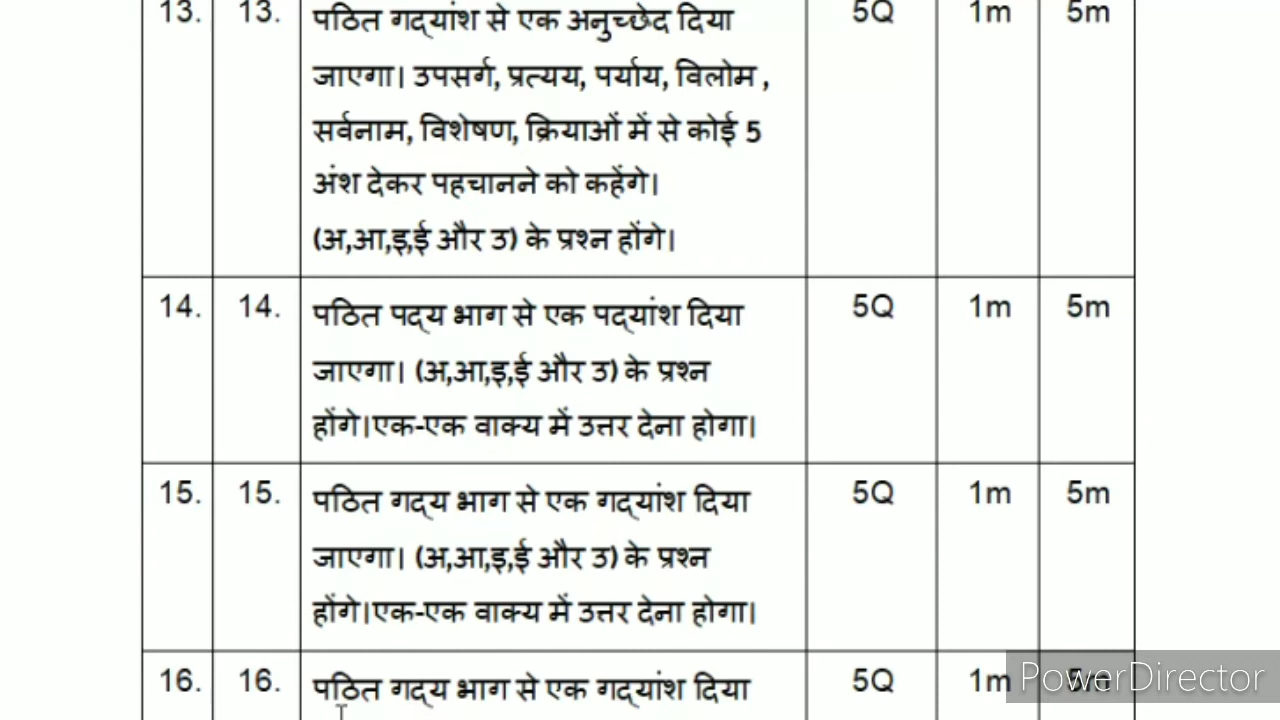 13. 13. पठित गद्यांश से एक अनुच्छेद दिया 5Q 1m 5m
जाएगा। उपसर्ग, प्रत्यय, पर्याय, विलोम ,
सर्वनाम, विशेषण, क्रियाओं में से कोई 5
अंश देकर पहचानने को कहेंगे।
(अ,आ,इ,ई और उ) के प्रश्न होंगे।
14. 14. पठित पद्य भाग से एक पद्यांश दिया 5Q 1m 5m
जाएगा। (अ,आ,इ,ई और उ) के प्रश्न
होंगे।एक-एक वाक्य में उत्तर देना होगा।
15. 15. पठित गद्य भाग से एक गद्यांश दिया 5Q 1m 5m
जाएगा। (अ,आ,इ,ई और उ) के प्रश्न
होंगे।एक-एक वाक्य में उत्तर देना होगा।
16. 16. पठित गद्य भाग से एक गद्यांश दिया 5Q 1m 5m
PowerDirector